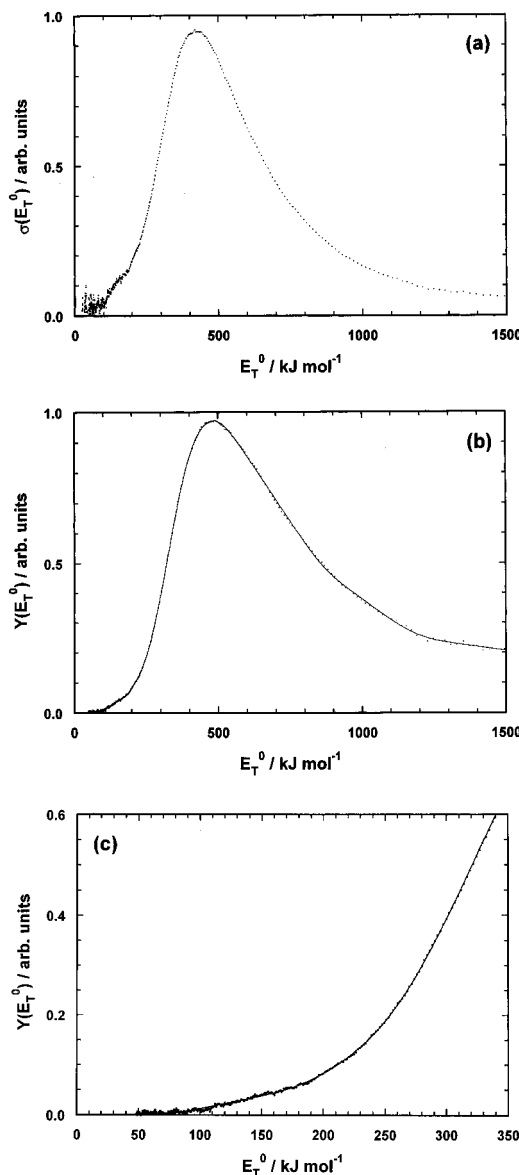 (a)
1.0
0.5
0.0
σ(E_T^0) / arb. units
0 500 1000 1500
E_T^0 / kJ mol^-1
(b)
1.0
0.5
0.0
Y(E_T^0) / arb. units
0 500 1000 1500
E_T^0 / kJ mol^-1
(c)
0.6
0.4
0.2
0.0
Y(E_T^0) / arb. units
0 50 100 150 200 250 300 350
E_T^0 / kJ mol^-1